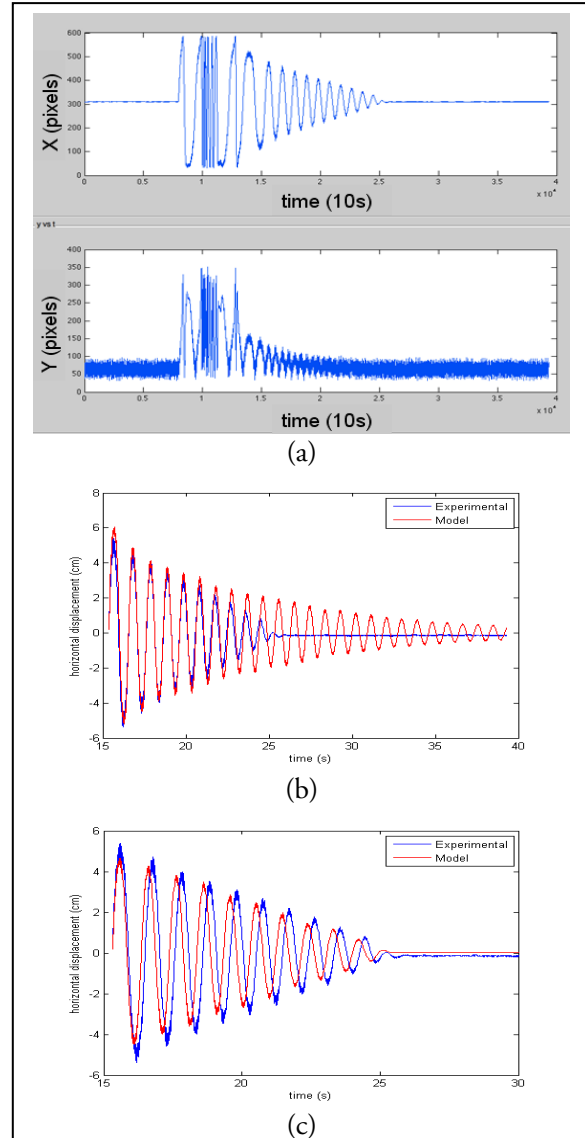 600
500
400
300
200
100
0
X (pixels)
0 0.5 1 1.5 2 2.5 3 3.5 4
x 10⁴
time (10s)
y vs t
400
350
300
250
200
150
100
50
0
Y (pixels)
0 0.5 1 1.5 2 2.5 3 3.5 4
x 10⁴
time (10s)
(a)
8
6
4
2
0
-2
-4
-6
horizontal displacement (cm)
Experimental
Model
15 20 25 30 35 40
time (s)
(b)
6
4
2
0
-2
-4
-6
horizontal displacement (cm)
Experimental
Model
15 20 25 30
time (s)
(c)